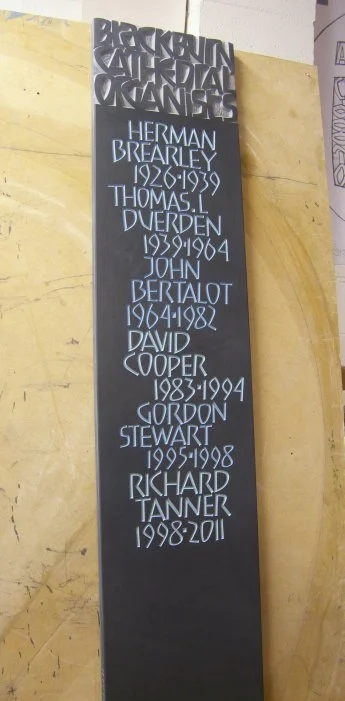 BlacKBURN
CATHEDRAL
ORGANISTS
HERMAN
BREARLEY
1926·1939
THOMAS.L
DUERDEN
1939·1964
JOHN
BERTALOT
1964·1982
DAVID
COOPER
1983·1994
GORDON
STEWART
1995·1998
RICHARD
TANNER
1998·2011